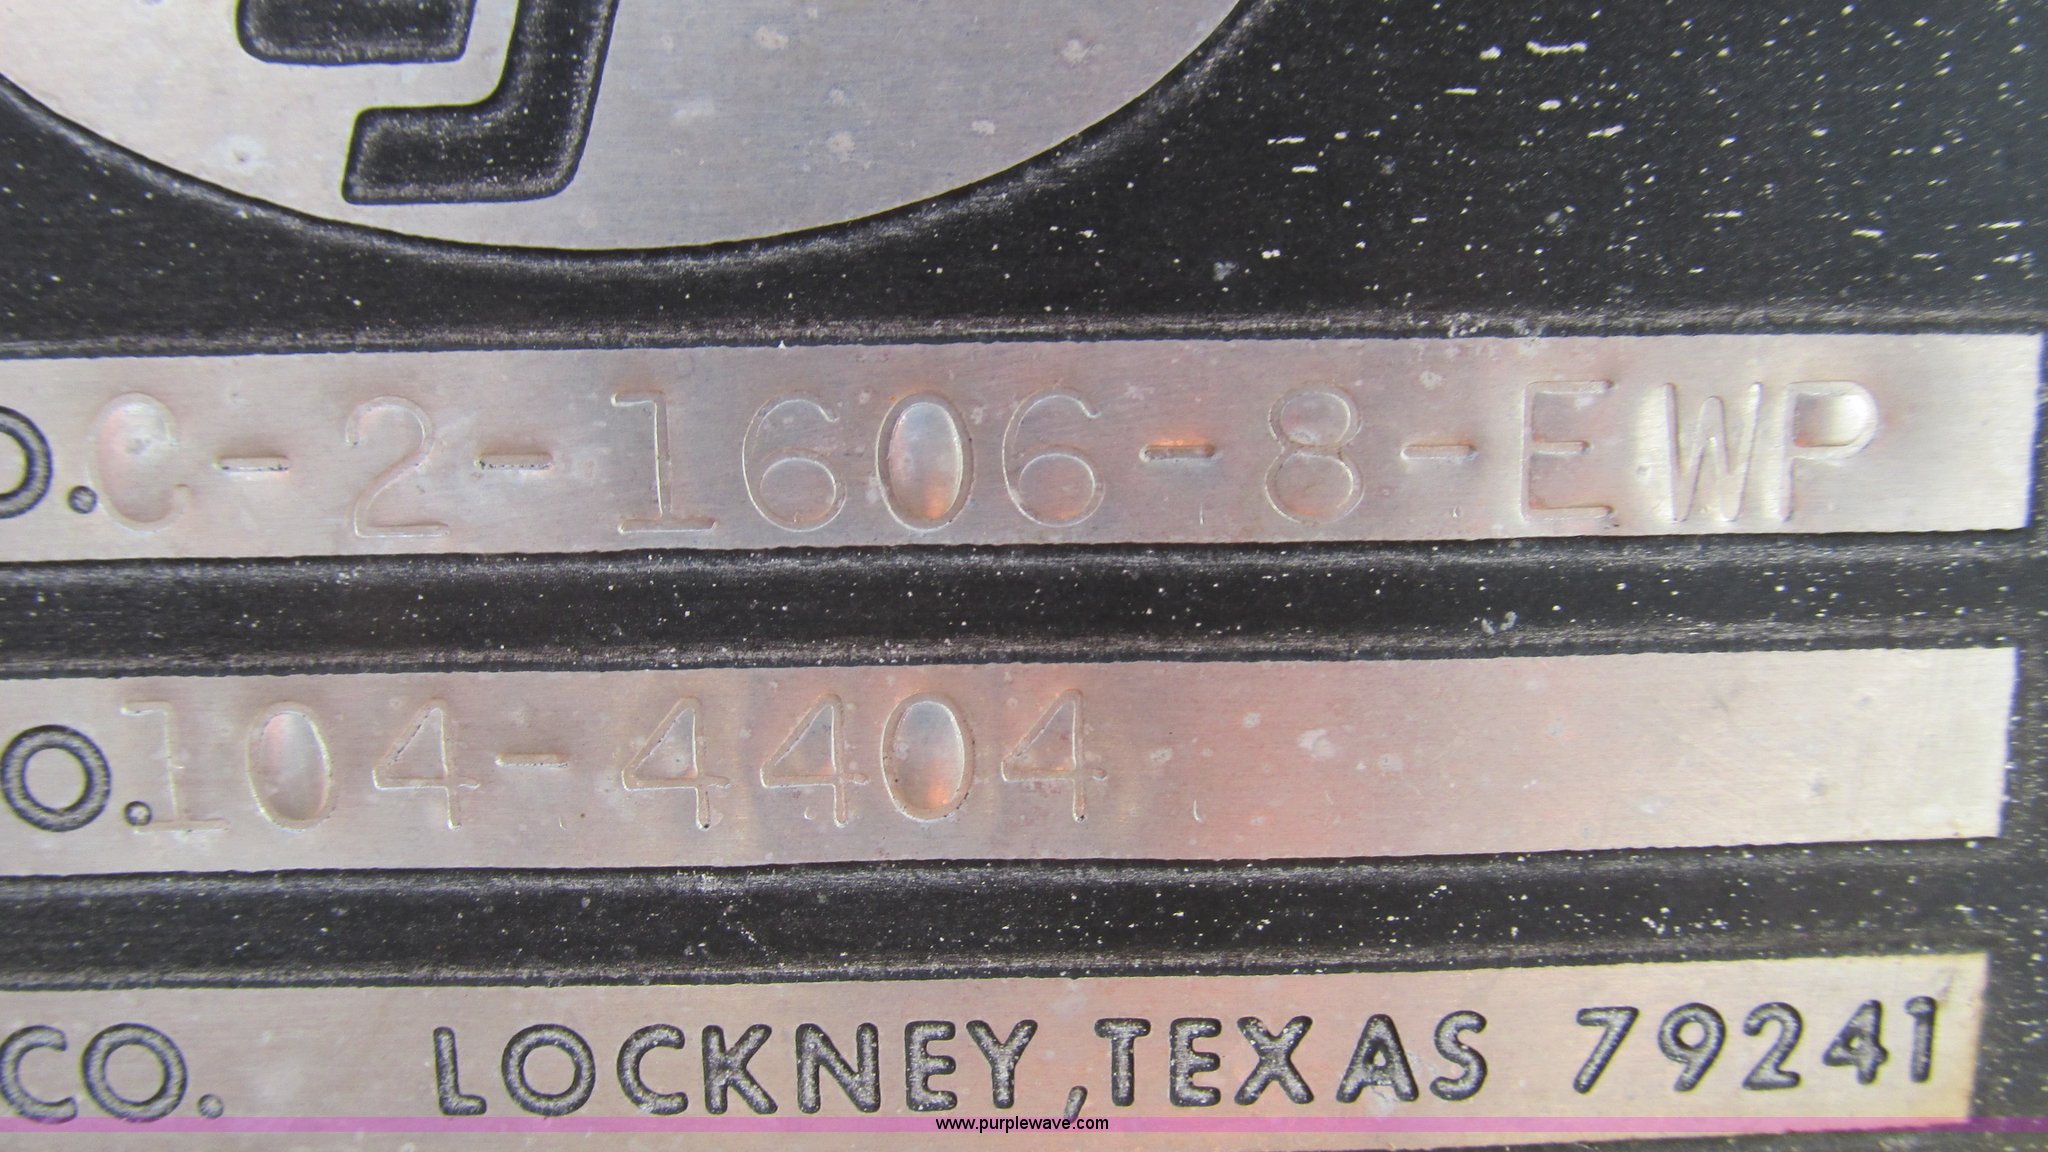 O. C-2-1606-8-EWP
O. 104-4404
CO. LOCKNEY, TEXAS 79241
www.purplewave.com